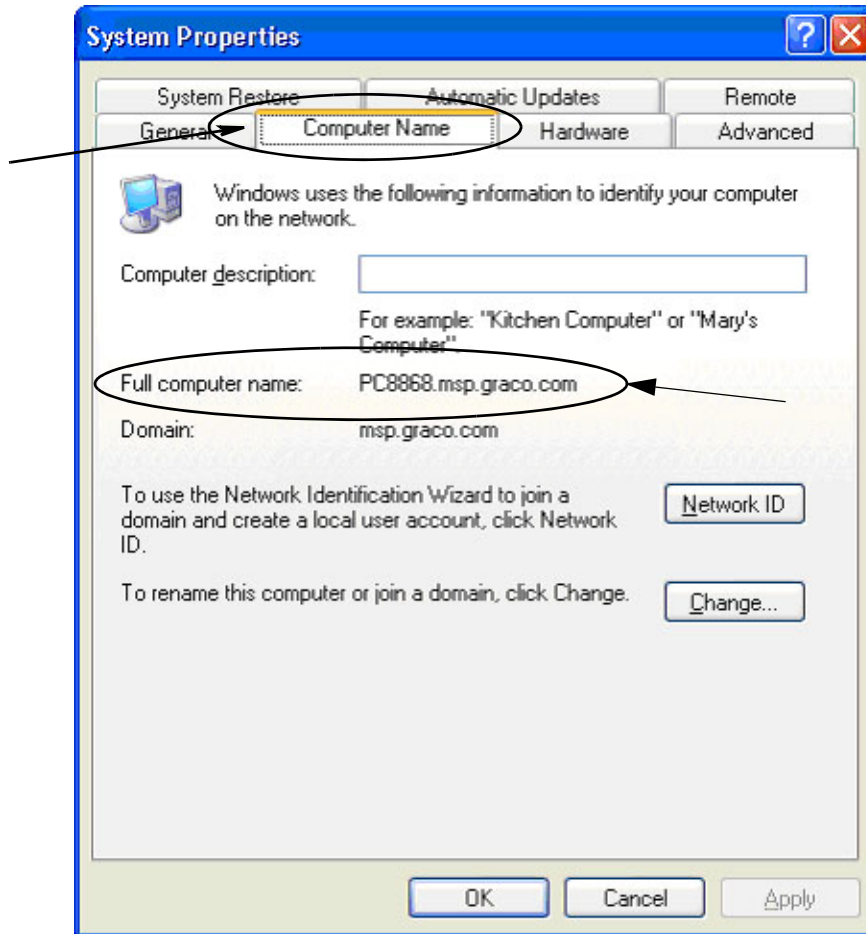 System Properties
System Restore Automatic Updates Remote
General Computer Name Hardware Advanced
Windows uses the following information to identify your computer
on the network.
Computer description:
For example: "Kitchen Computer" or "Mary's
Computer".
Full computer name: PC8868.msp.graco.com
Domain: msp.graco.com
To use the Network Identification Wizard to join a
domain and create a local user account, click Network
ID.
Network ID
To rename this computer or join a domain, click Change.
Change...
OK Cancel Apply